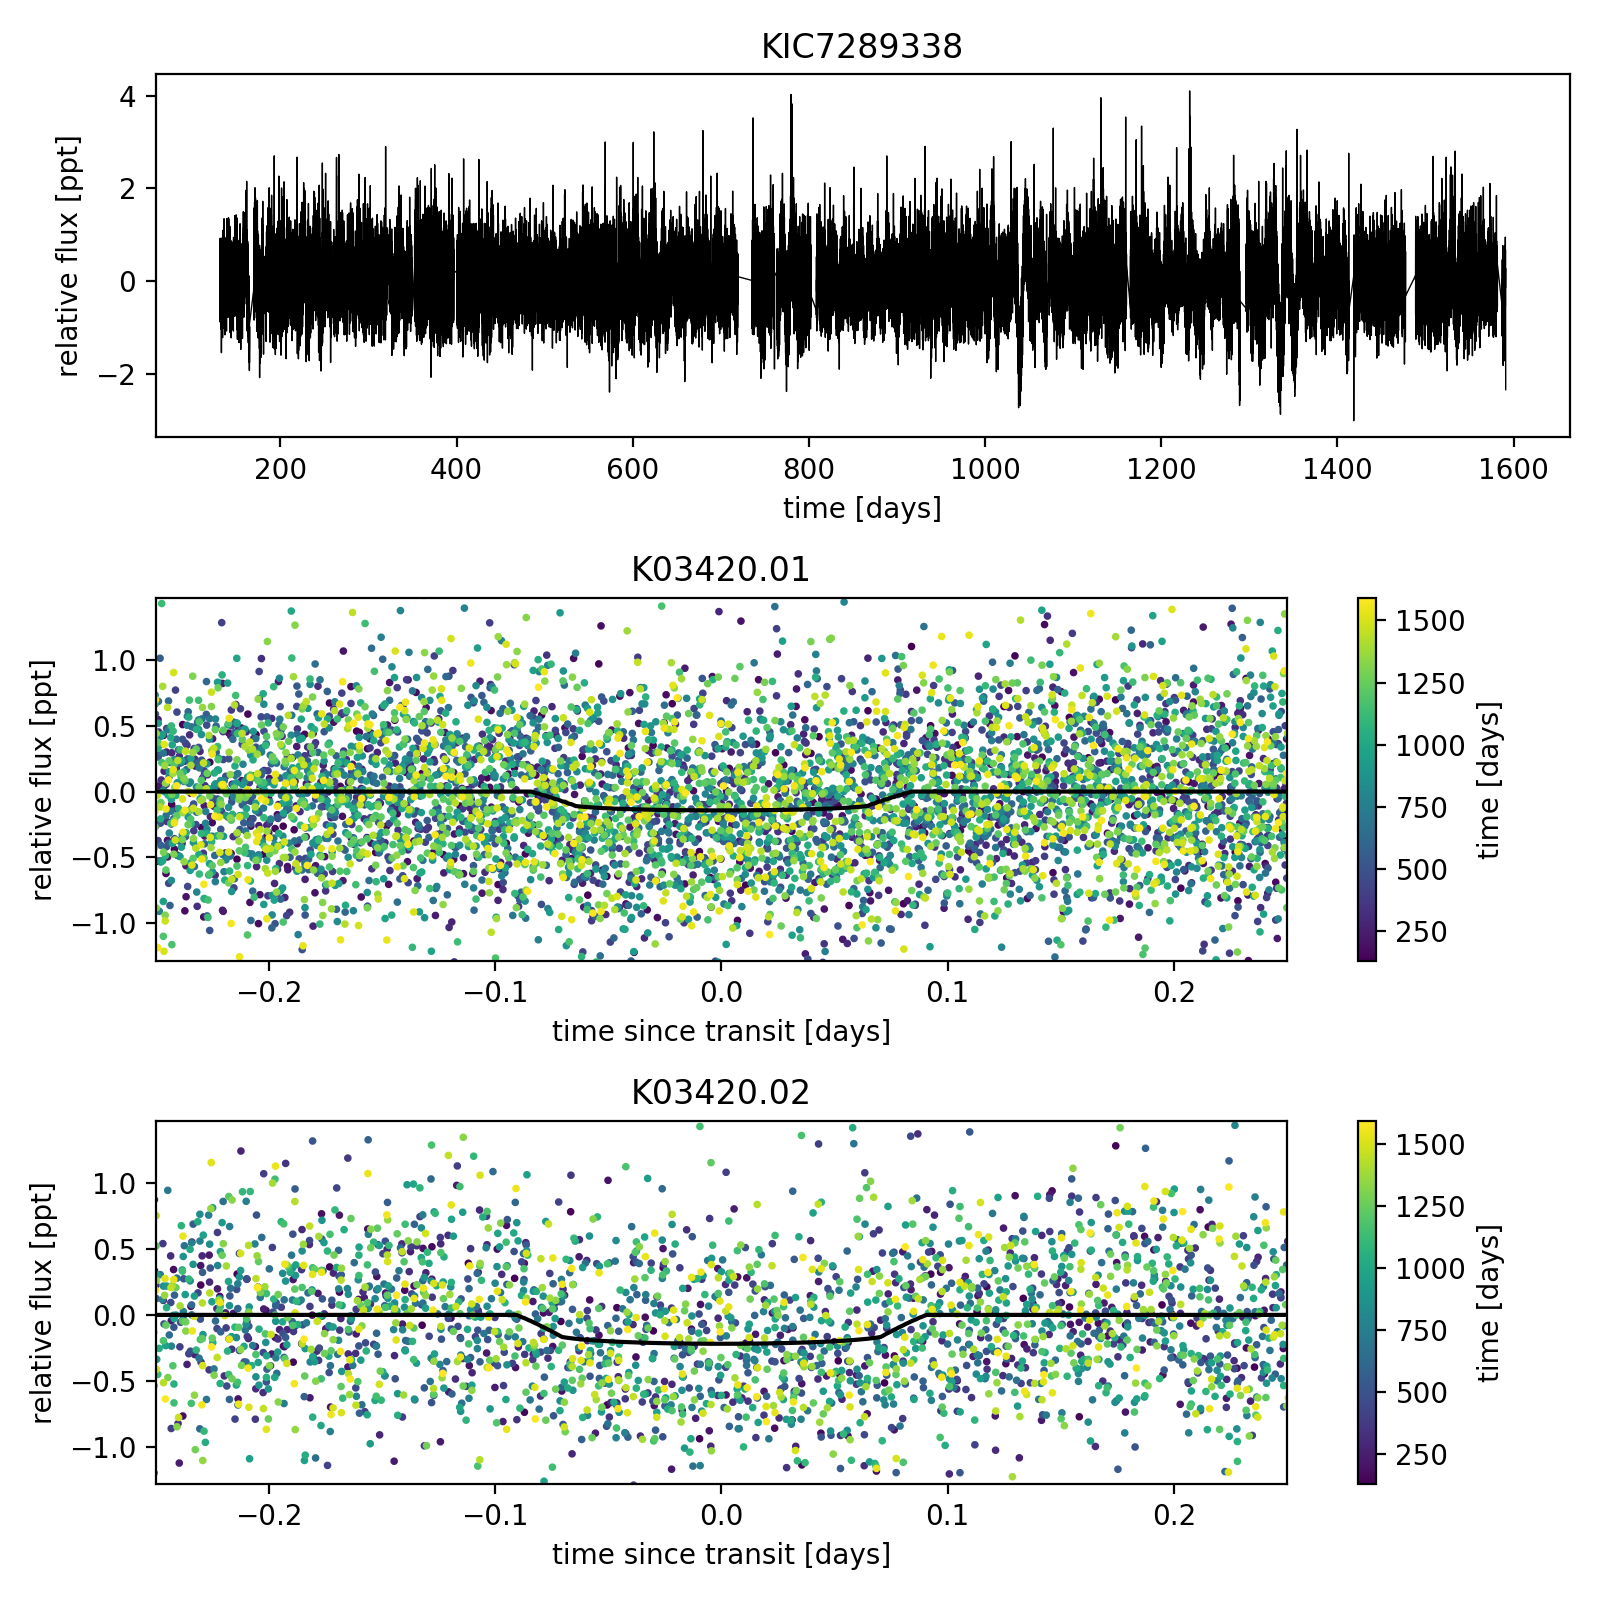 KIC7289338
relative flux [ppt]
4
2
0
−2
200 400 600 800 1000 1200 1400 1600
time [days]
K03420.01
relative flux [ppt]
1.0
0.5
0.0
−0.5
−1.0
−0.2 −0.1 0.0 0.1 0.2
time since transit [days]
1500
1250
1000
750
500
250
time [days]
K03420.02
relative flux [ppt]
1.0
0.5
0.0
−0.5
−1.0
−0.2 −0.1 0.0 0.1 0.2
time since transit [days]
1500
1250
1000
750
500
250
time [days]